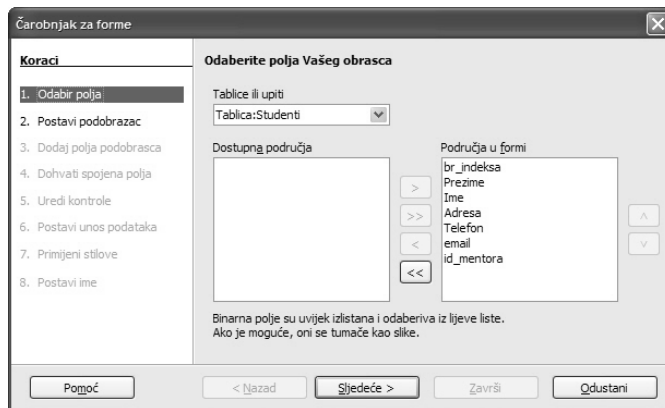 Čarobnjak za forme
Koraci
1. Odabir polja
2. Postavi podobrazac
3. Dodaj polja podobrasca
4. Dohvati spojena polja
5. Uredi kontrole
6. Postavi unos podataka
7. Primijeni stilove
8. Postavi ime
Odaberite polja Vašeg obrasca
Tablice ili upiti
Tablica:Studenti
Dostupna područja
>
>>
<
<<
Područja u formi
br_indeksa
Prezime
Ime
Adresa
Telefon
email
id_mentora
Binarna polje su uvijek izlistana i odaberiva iz lijeve liste.
Ako je moguće, oni se tumače kao slike.
Pomoć
< Nazad
Sljedeće >
Završi
Odustani